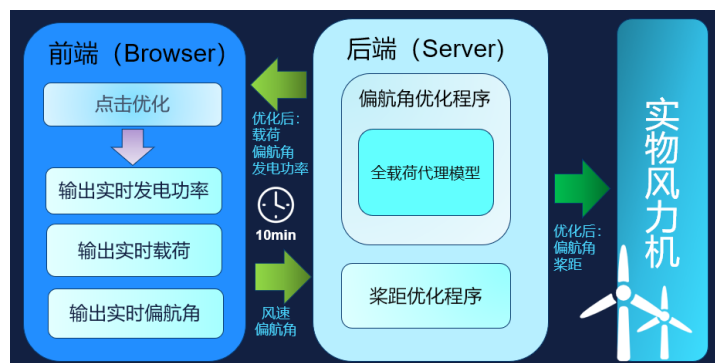 前端（Browser）
点击优化
输出实时发电功率
输出实时载荷
输出实时偏航角
优化后：
载荷
偏航角
发电功率
10min
风速
偏航角
后端（Server）
偏航角优化程序
全载荷代理模型
桨距优化程序
优化后：
偏航角
桨距
实物风力机